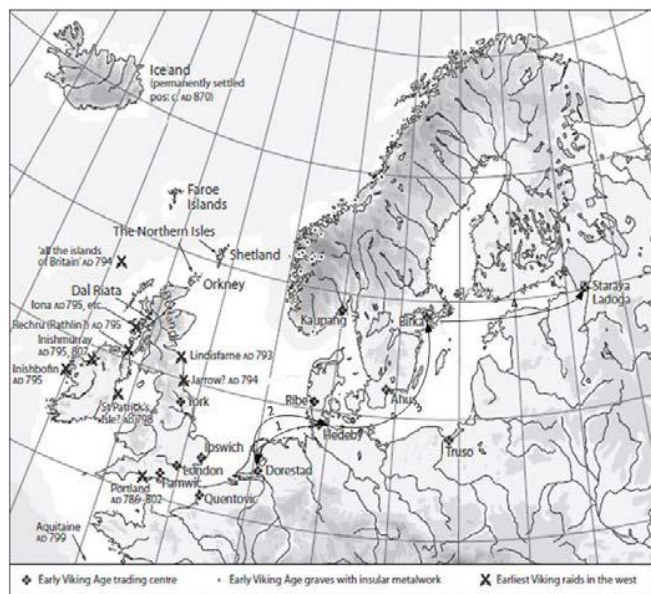 Iceland
(permanently settled
pos: c. AD 870)
Faroe
Islands
The Northern Isles
Shetland
'all the islands
of Britain' AD 794
Orkney
Dal Riata
Iona AD 795, etc.
Rechru (Rathlin?) AD 795
Inishmurray
AD 795, 807
Inishbofin
AD 795
St Patrick's
Isle? AD 798
Lindisfarne AD 793
Jarrow? AD 794
York
Kaupang
Birka
4
Staraya
Ladoga
Ribe
Åhus
3
2
1
Hedeby
Truso
Ipswich
London
Hamwic
Dorestad
Portland
AD 786-802
Quentovic
Aquitaine
AD 799
Early Viking Age trading centre
Early Viking Age graves with insular metalwork
Earliest Viking raids in the west